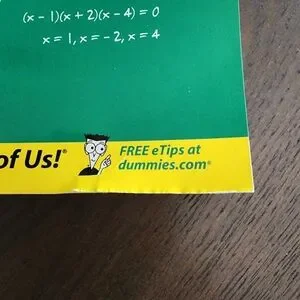 (x - 1)(x + 2)(x - 4) = 0
x = 1, x = -2, x = 4
of Us!®
FREE eTips at
dummies.com®